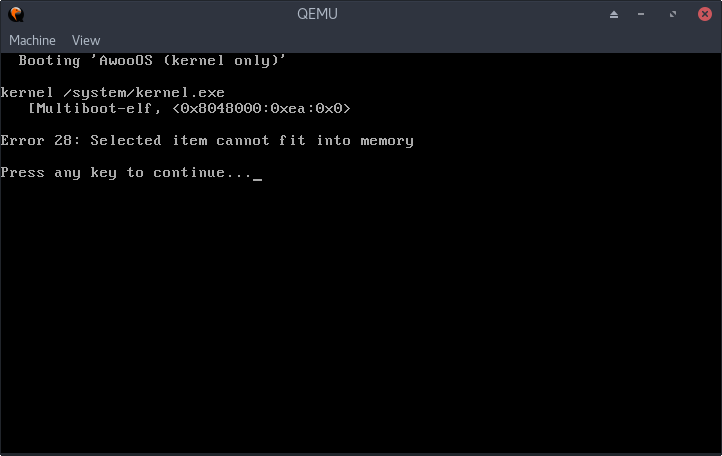 QEMU
Machine View
Booting 'AwooOS (kernel only)'
kernel /system/kernel.exe
[Multiboot-elf, <0x8048000:0xea:0x0>
Error 28: Selected item cannot fit into memory
Press any key to continue..._